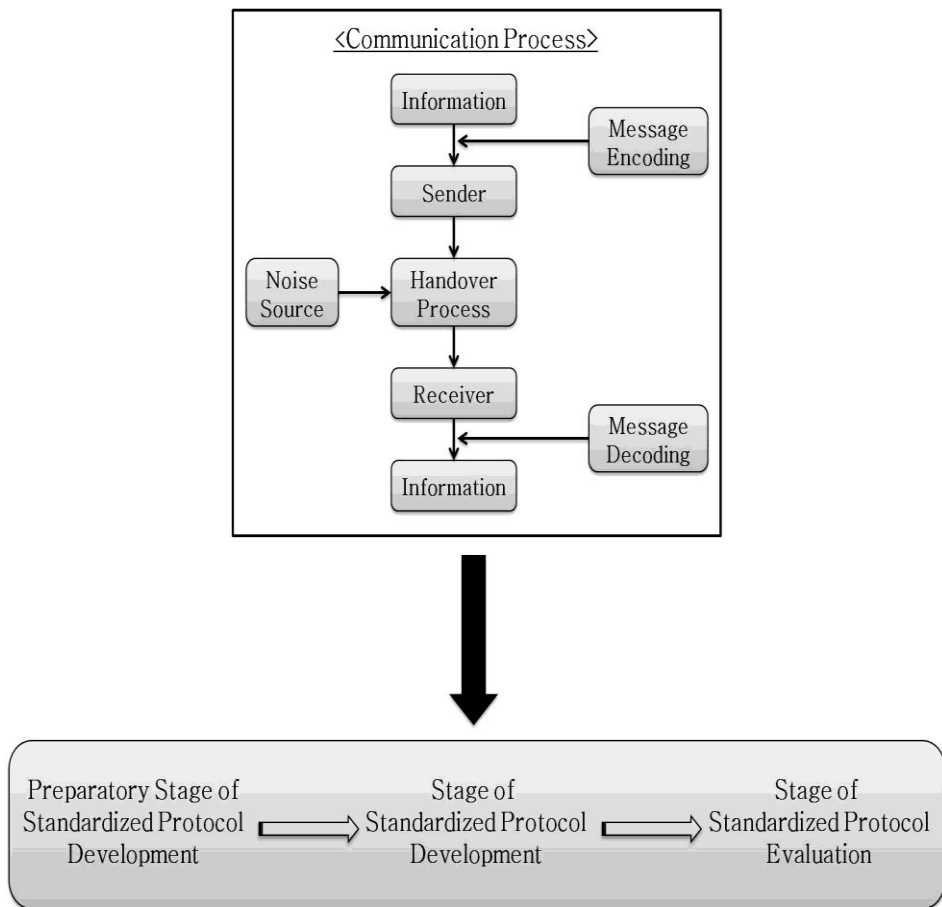 <Communication Process>
Information
Message
Encoding
Sender
Noise
Source
Handover
Process
Receiver
Message
Decoding
Information
Preparatory Stage of
Standardized Protocol
Development
Stage of
Standardized Protocol
Development
Stage of
Standardized Protocol
Evaluation